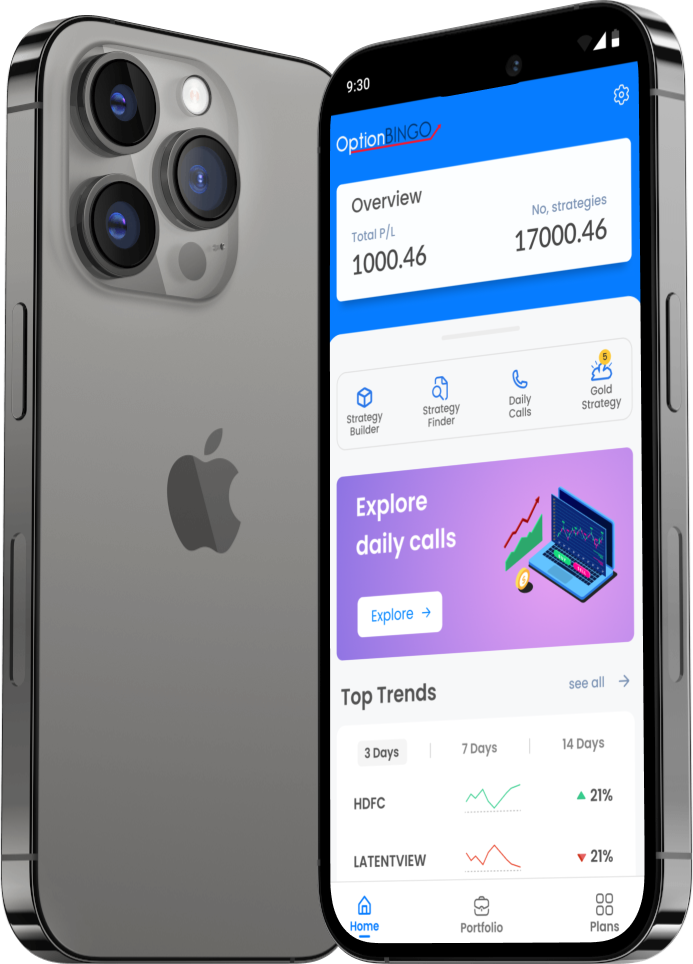 9:30
OptionBINGO
Overview
Total P/L
No, strategies
1000.46
17000.46
5
Strategy
Builder
Strategy
Finder
Daily
Calls
Gold
Strategy
Explore
daily calls
Explore →
Top Trends
see all →
3 Days
7 Days
14 Days
HDFC
▲ 21%
LATENTVIEW
▼ 21%
Home
Portfolio
Plans